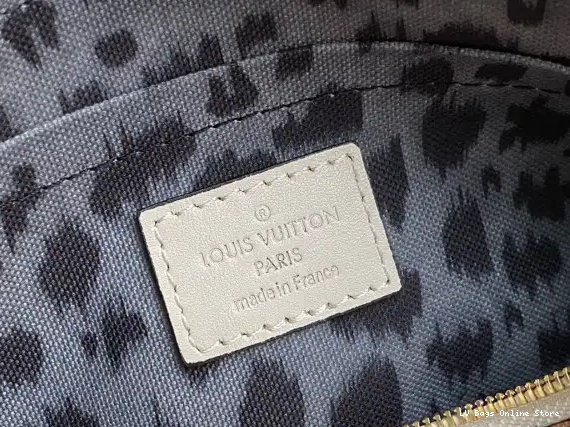 ®
LOUIS VUITTON
PARIS
made in France
LV Bags Online Store